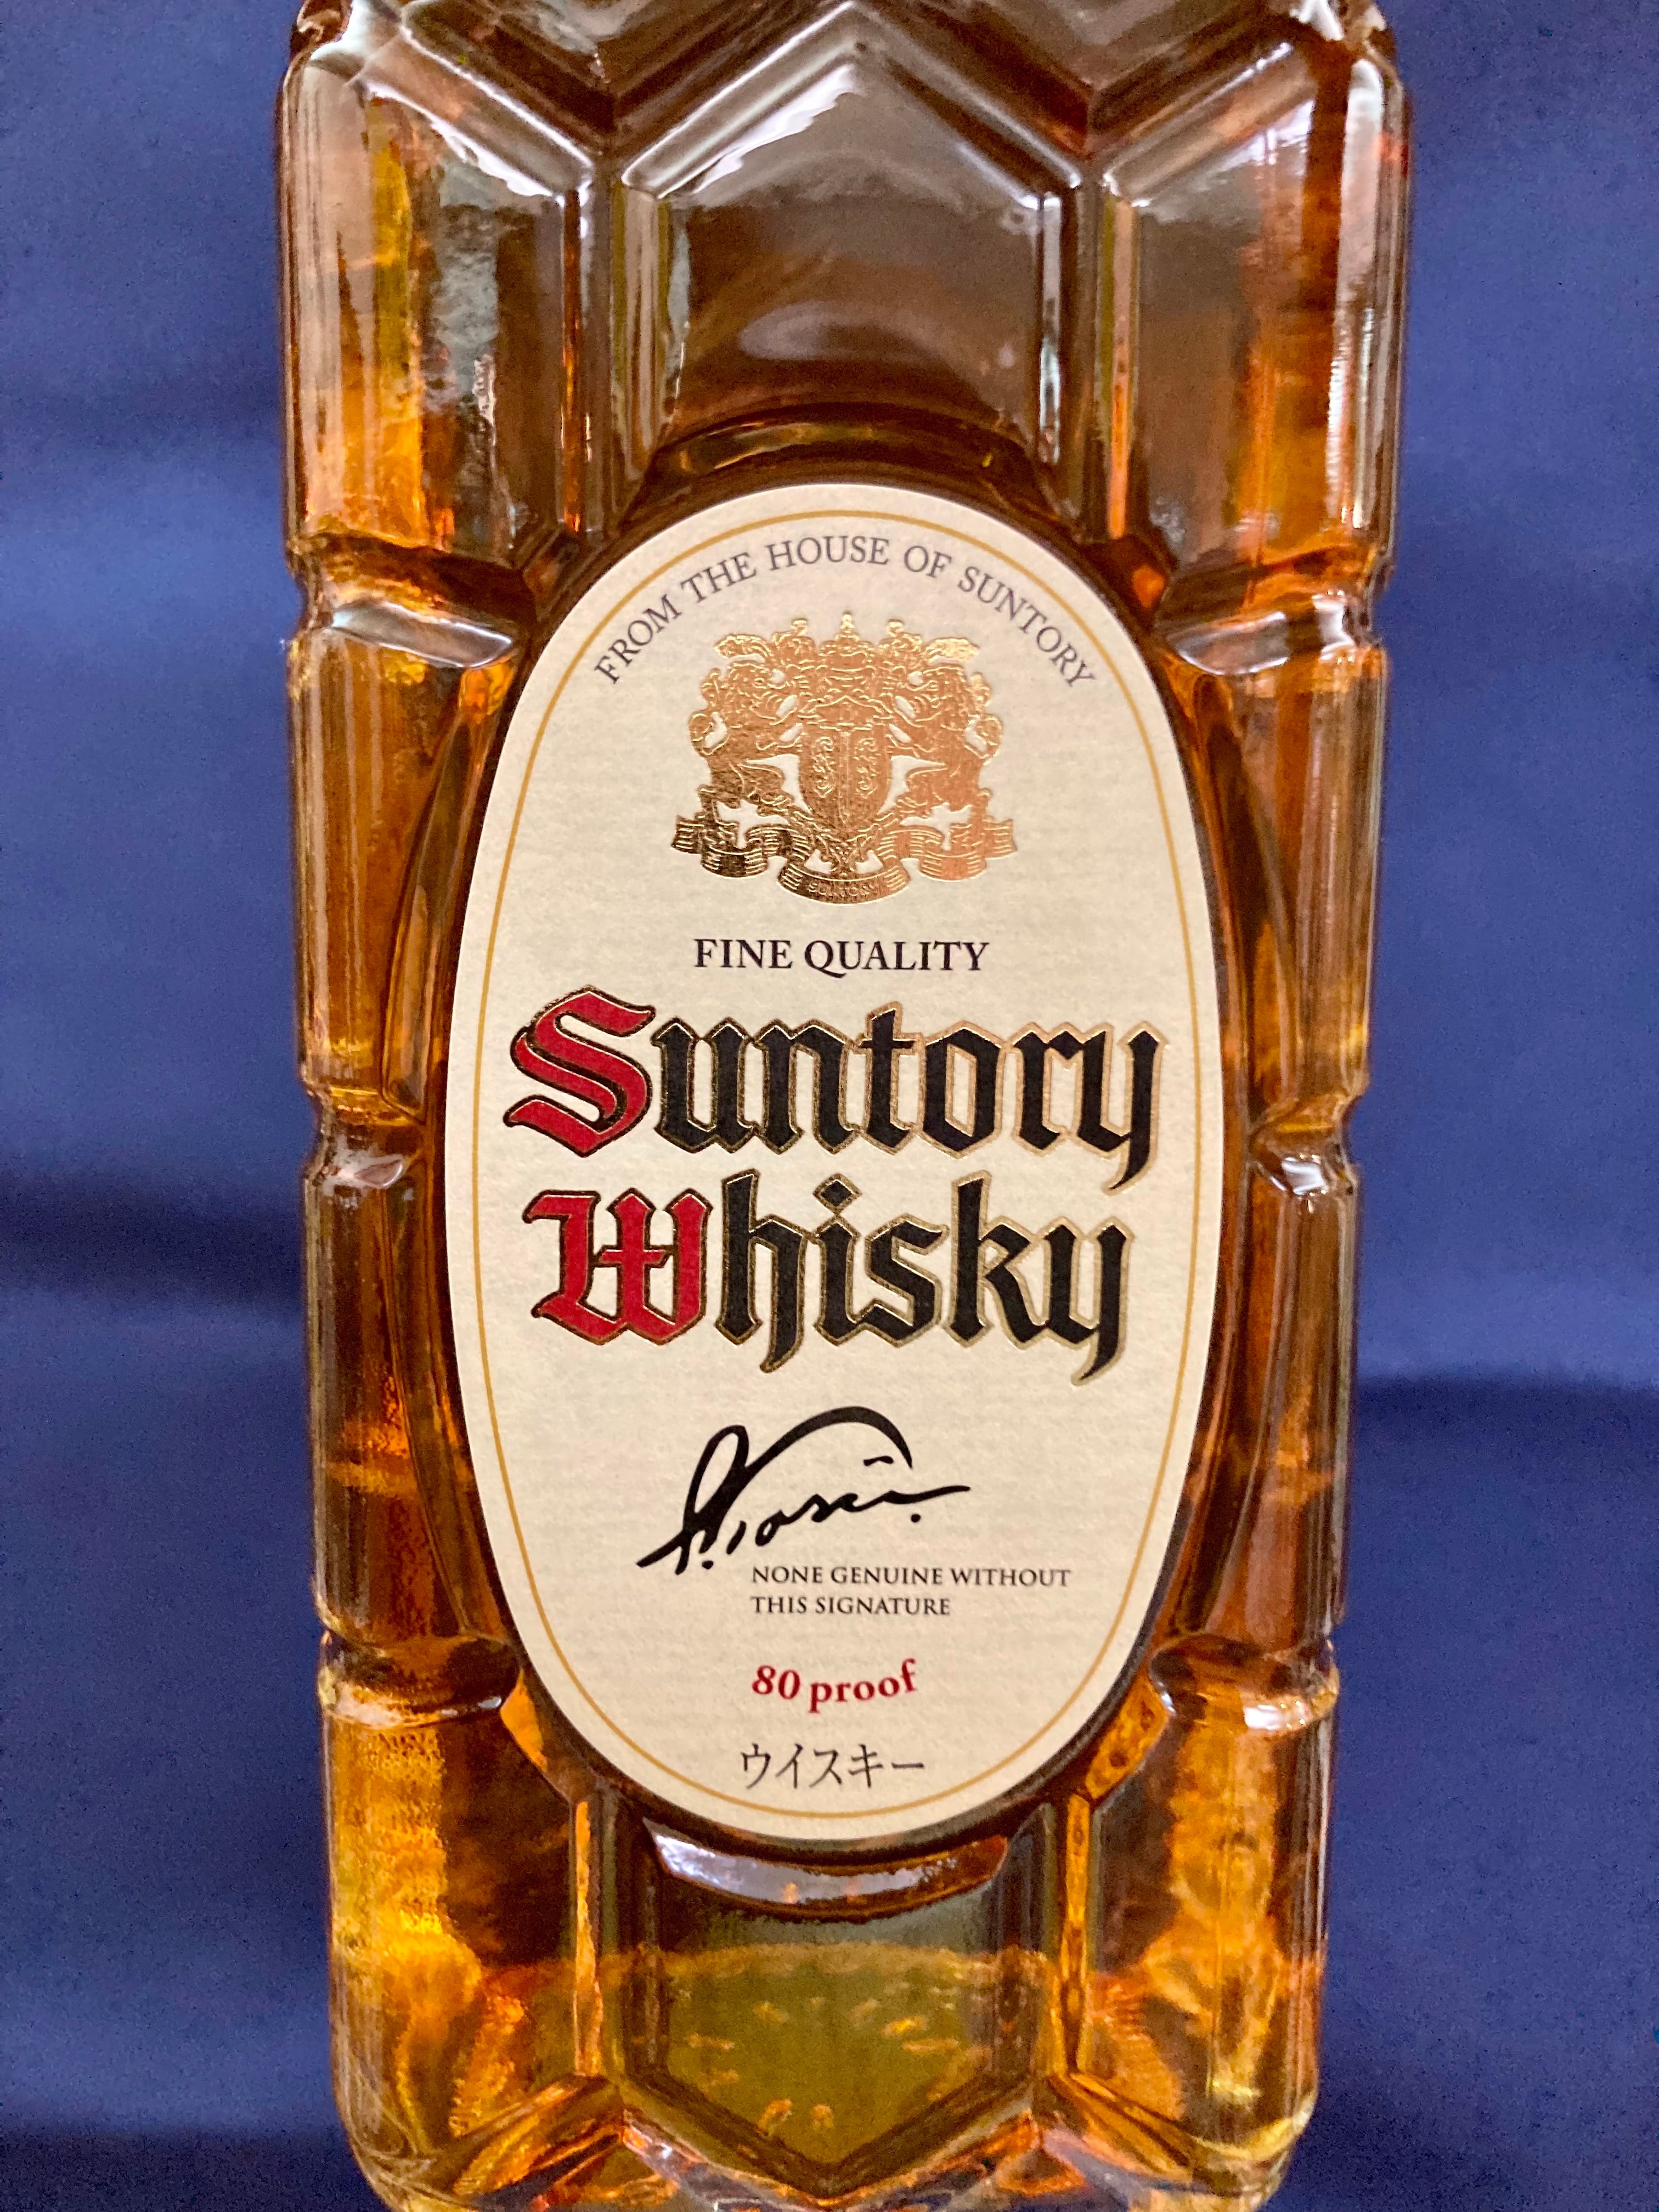 FROM THE HOUSE OF SUNTORY
SUNTORY
FINE QUALITY
Suntory
Whisky
NONE GENUINE WITHOUT
THIS SIGNATURE
80 proof
ウイスキー